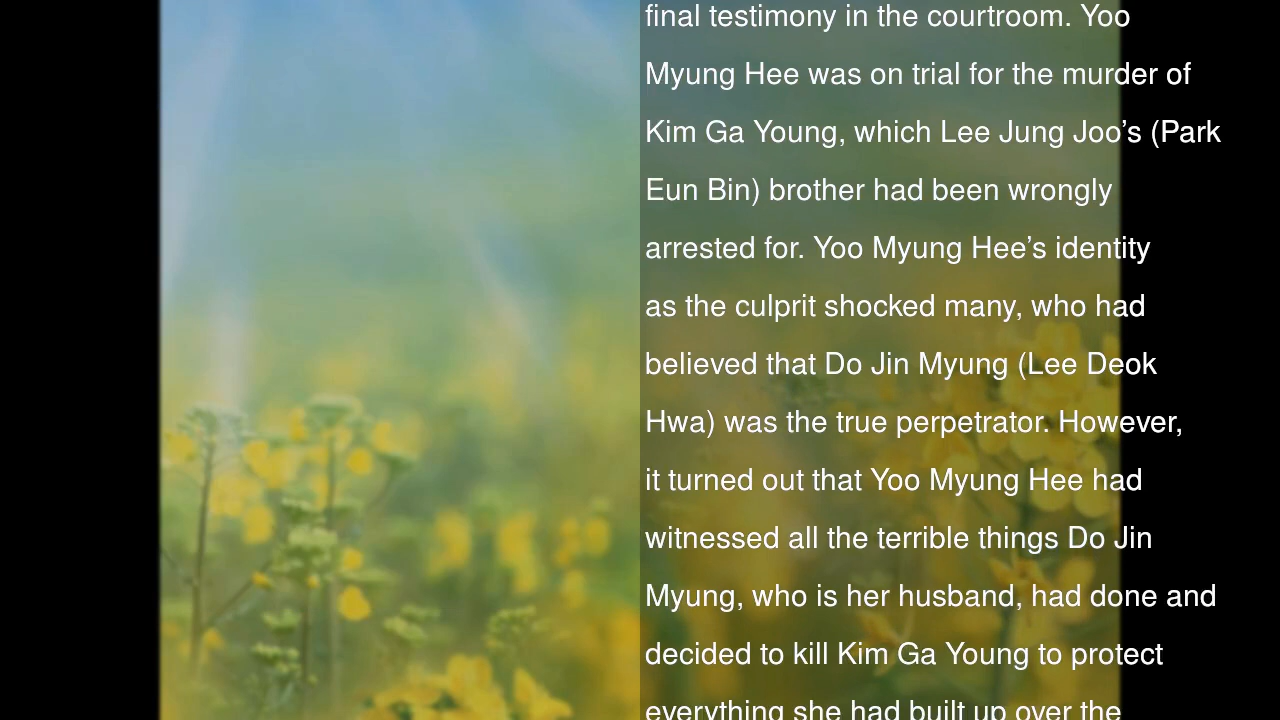 final testimony in the courtroom. Yoo
Myung Hee was on trial for the murder of
Kim Ga Young, which Lee Jung Joo’s (Park
Eun Bin) brother had been wrongly
arrested for. Yoo Myung Hee’s identity
as the culprit shocked many, who had
believed that Do Jin Myung (Lee Deok
Hwa) was the true perpetrator. However,
it turned out that Yoo Myung Hee had
witnessed all the terrible things Do Jin
Myung, who is her husband, had done and
decided to kill Kim Ga Young to protect
everything she had built up over the